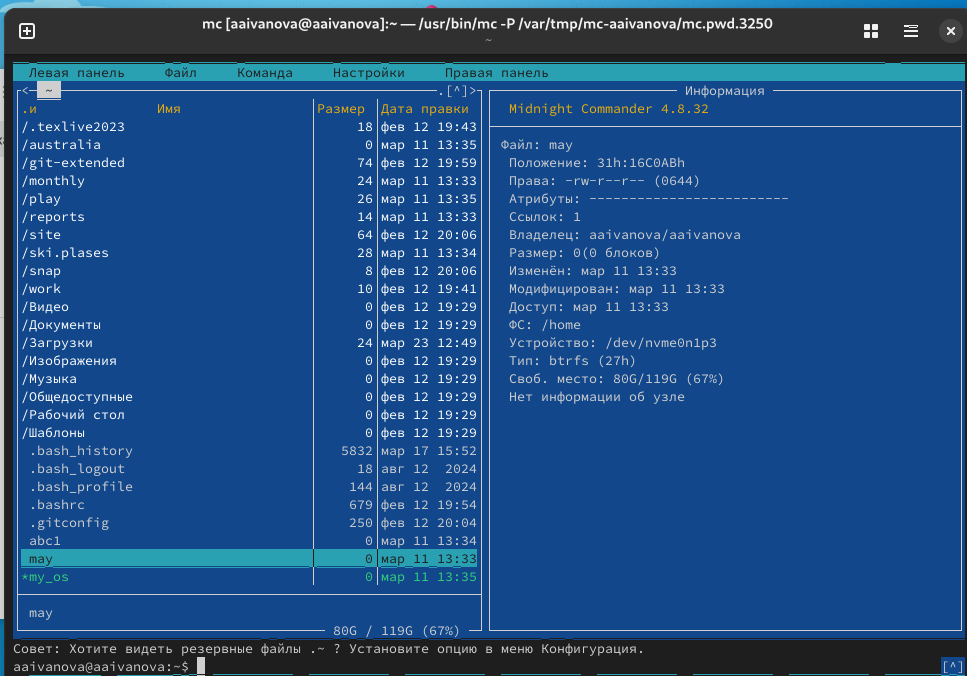 mc [aaivanova@aaivanova]:~ — /usr/bin/mc -P /var/tmp/mc-aaivanova/mc.pwd.3250
~
Левая панель Файл Команда Настройки Правая панель
<─ ~ ─.[^]>
.и Имя Размер Дата правки
/.texlive2023 18 фев 12 19:43
/australia 0 мар 11 13:35
/git-extended 74 фев 12 19:59
/monthly 24 мар 11 13:33
/play 26 мар 11 13:35
/reports 14 мар 11 13:33
/site 64 фев 12 20:06
/ski.plases 28 мар 11 13:34
/snap 8 фев 12 20:06
/work 10 фев 12 19:41
/Видео 0 фев 12 19:29
/Документы 0 фев 12 19:29
/Загрузки 24 мар 23 12:49
/Изображения 0 фев 12 19:29
/Музыка 0 фев 12 19:29
/Общедоступные 0 фев 12 19:29
/Рабочий стол 0 фев 12 19:29
/Шаблоны 0 фев 12 19:29
.bash_history 5832 мар 17 15:52
.bash_logout 18 авг 12 2024
.bash_profile 144 авг 12 2024
.bashrc 679 фев 12 19:54
.gitconfig 250 фев 12 20:04
abc1 0 мар 11 13:34
may 0 мар 11 13:33
*my_os 0 мар 11 13:35
may
80G / 119G (67%)
Информация
Midnight Commander 4.8.32
Файл: may
Положение: 31h:16C0ABh
Права: -rw-r--r-- (0644)
Атрибуты: -------------------------
Ссылок: 1
Владелец: aaivanova/aaivanova
Размер: 0(0 блоков)
Изменён: мар 11 13:33
Модифицирован: мар 11 13:33
Доступ: мар 11 13:33
ФС: /home
Устройство: /dev/nvme0n1p3
Тип: btrfs (27h)
Своб. место: 80G/119G (67%)
Нет информации об узле
Совет: Хотите видеть резервные файлы .~ ? Установите опцию в меню Конфигурация.
aaivanova@aaivanova:~$ [^]